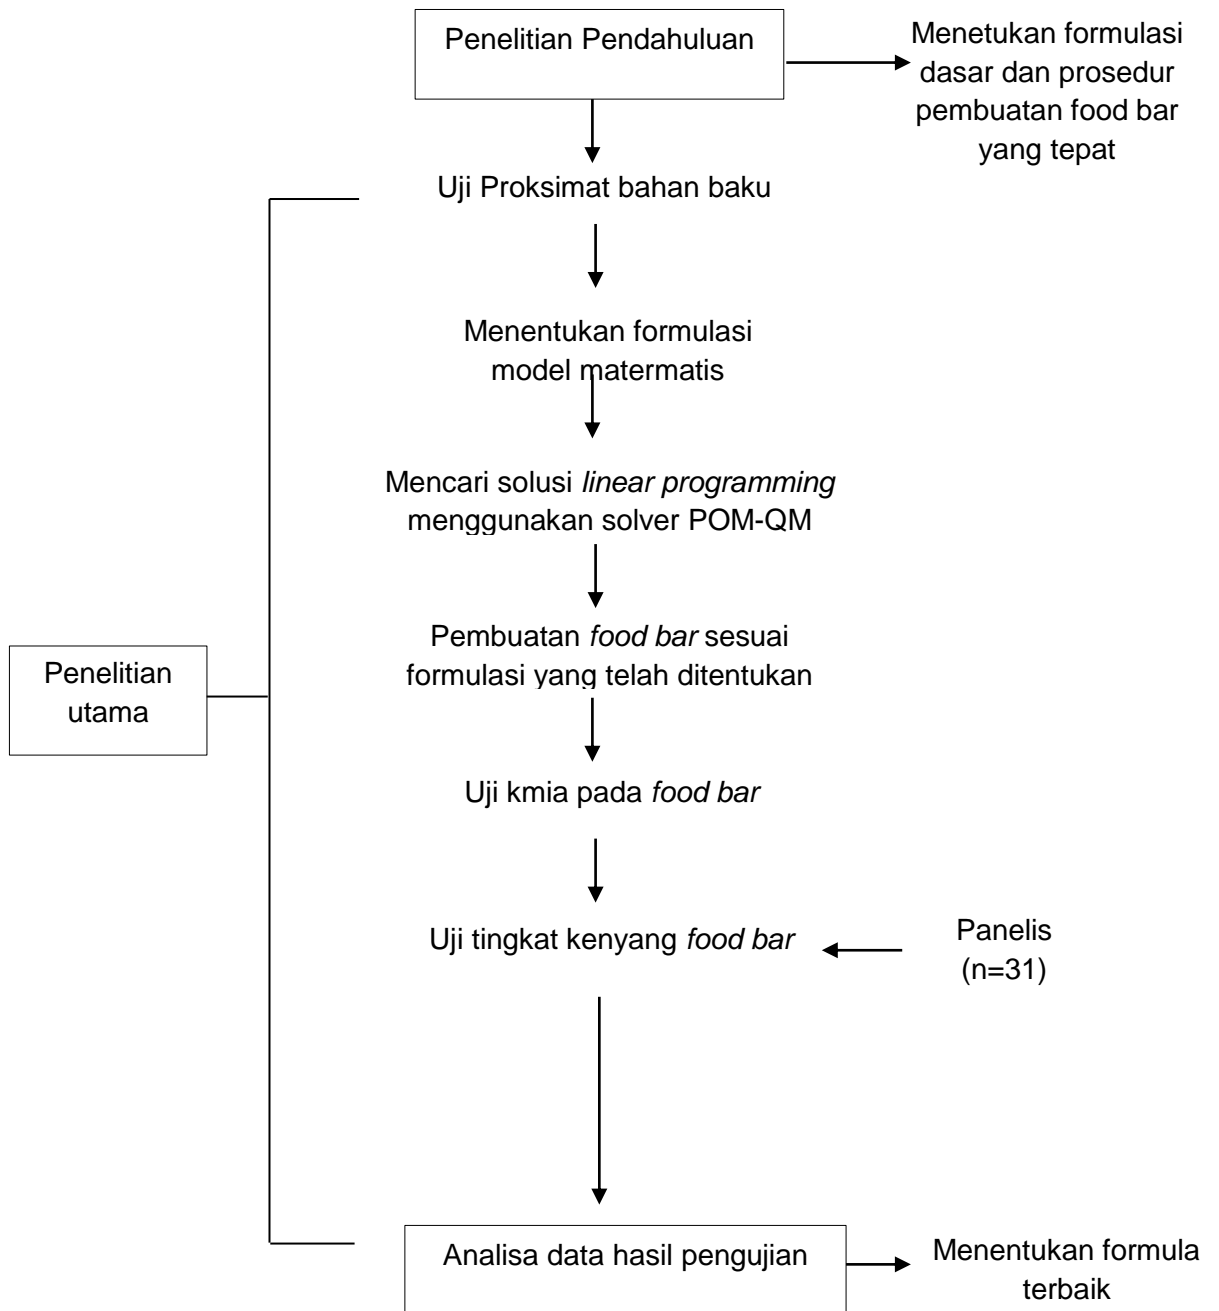 Penelitian Pendahuluan
Menetukan formulasi
dasar dan prosedur
pembuatan food bar
yang tepat
Uji Proksimat bahan baku
Menentukan formulasi
model matermatis
Mencari solusi linear programming
menggunakan solver POM-QM
Pembuatan food bar sesuai
formulasi yang telah ditentukan
Penelitian
utama
Uji kmia pada food bar
Uji tingkat kenyang food bar
Panelis
(n=31)
Analisa data hasil pengujian
Menentukan formula
terbaik